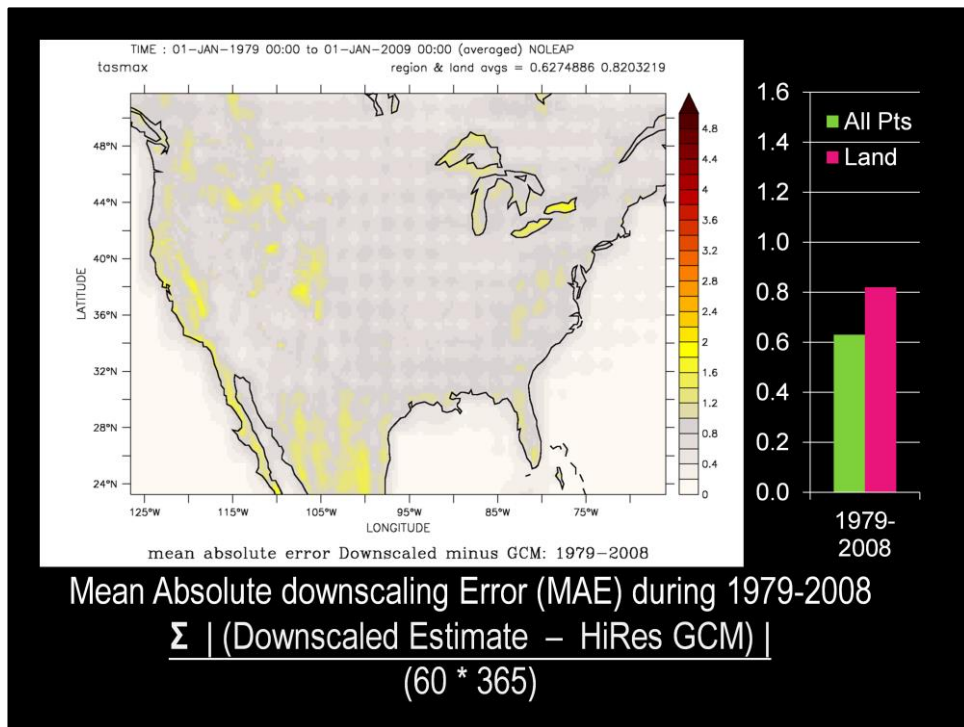 TIME : 01-JAN-1979 00:00 to 01-JAN-2009 00:00 (averaged) NOLEAP
tasmax
region & land avgs = 0.6274886 0.8203219
48°N
44°N
40°N
36°N
32°N
28°N
24°N
LATITUDE
125°W
115°W
105°W
95°W
85°W
75°W
LONGITUDE
4.8
4.4
4
3.6
3.2
2.8
2.4
2
1.6
1.2
0.8
0.4
0
mean absolute error Downscaled minus GCM: 1979-2008
1.6
1.4
1.2
1.0
0.8
0.6
0.4
0.2
0.0
All Pts
Land
1979-
2008
Mean Absolute downscaling Error (MAE) during 1979-2008
Σ | (Downscaled Estimate – HiRes GCM) |
(60 * 365)